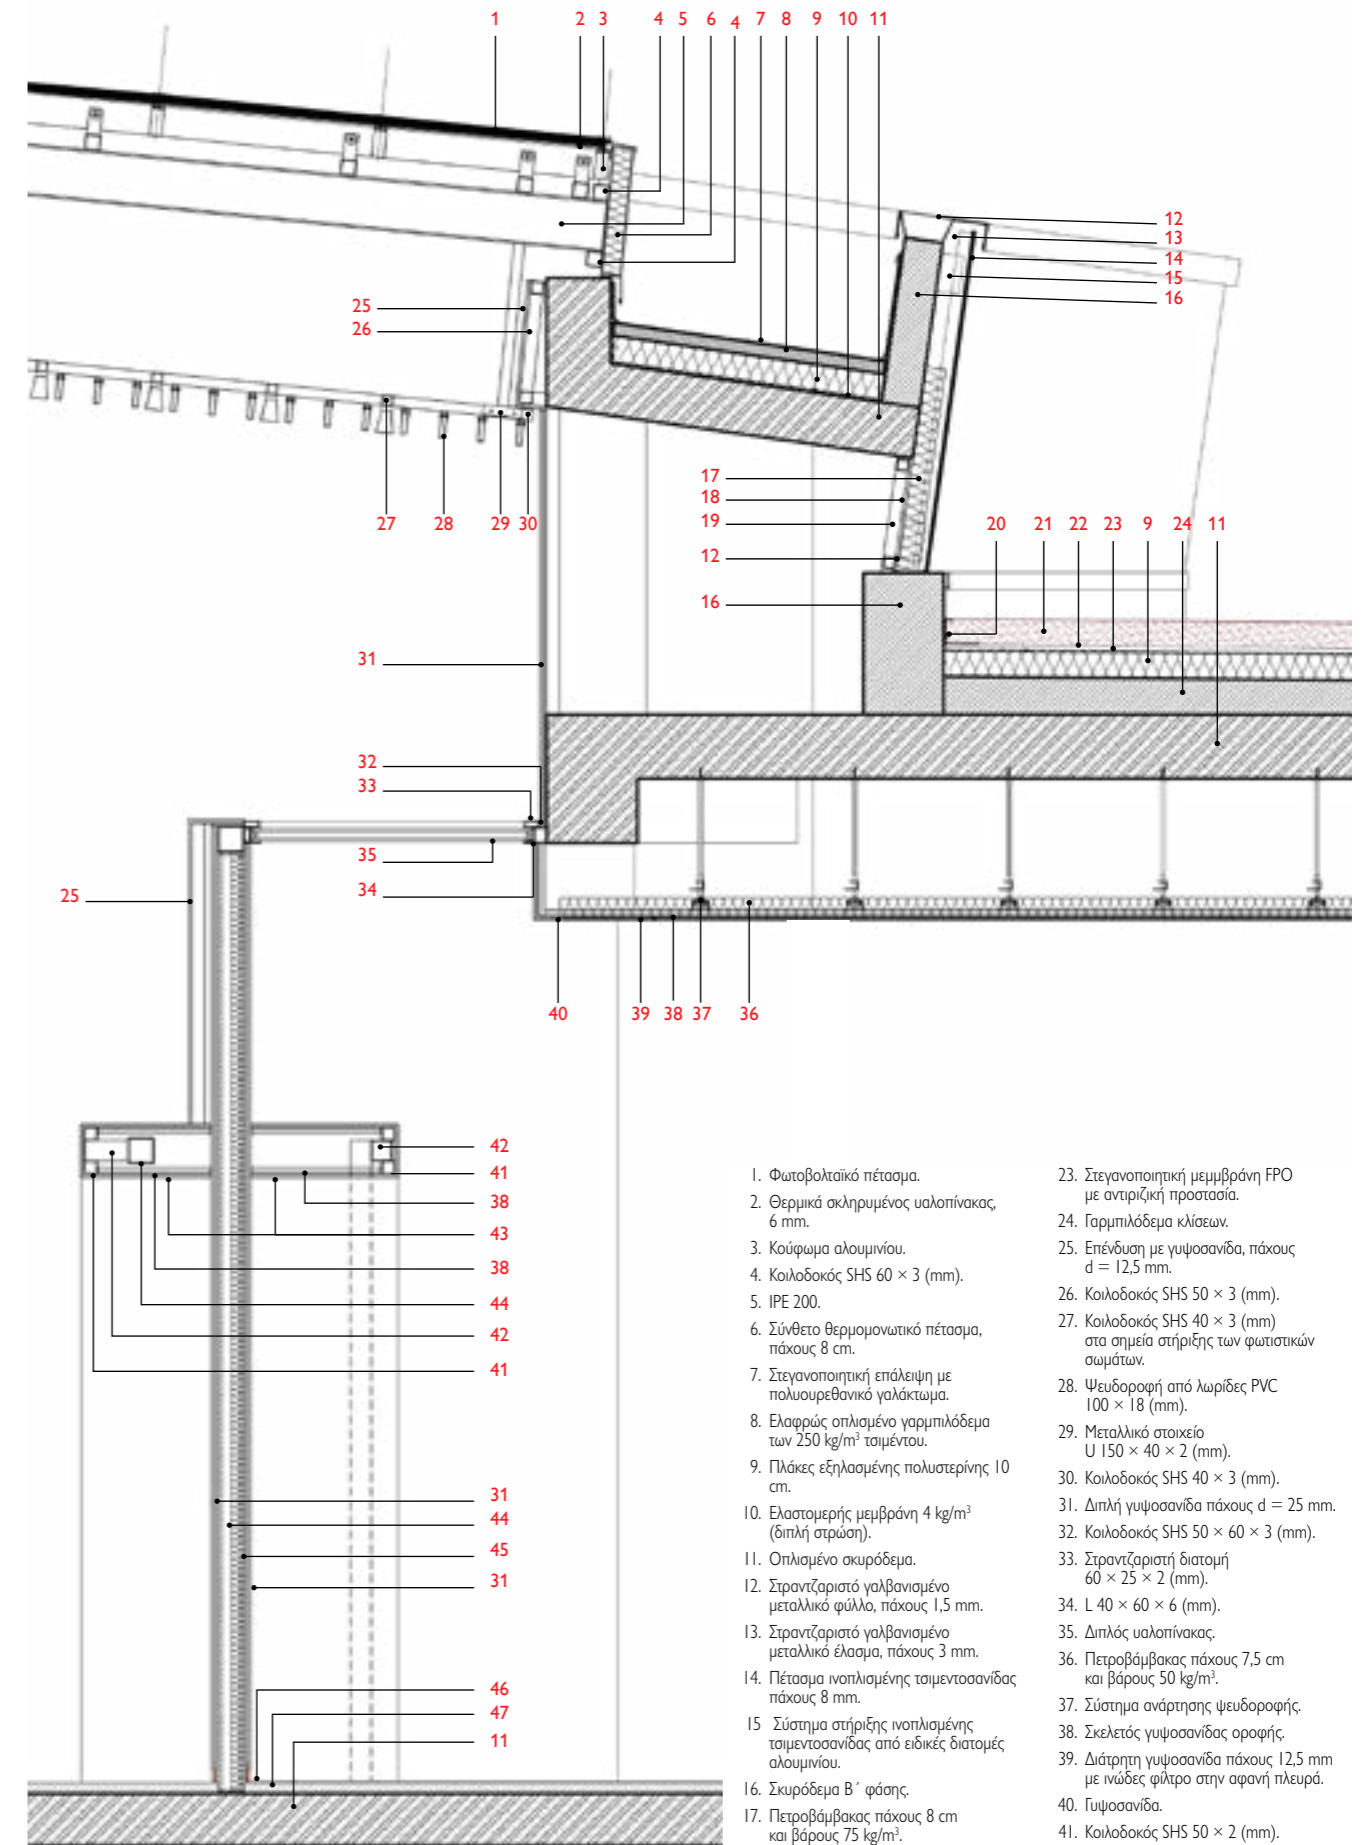 1 2 3 4 5 6 4 7 8 9 10 11
12
13
14
15
16
25
26
17
18
19
12
16
27 28 29 30
20 21 22 23 9 24 11
31
32
33
35
34
25
40 39 38 37 36
42
41
38
43
38
44
42
41
31
44
45
31
46
47
11
1. Φωτοβολταϊκό πέτασμα.
2. Θερμικά σκληρυμένος υαλοπίνακας,
6 mm.
3. Κούφωμα αλουμινίου.
4. Κοιλοδοκός SHS 60 × 3 (mm).
5. IPE 200.
6. Σύνθετο θερμομονωτικό πέτασμα,
πάχους 8 cm.
7. Στεγανοποιητική επάλειψη με
πολυουρεθανικό γαλάκτωμα.
8. Ελαφρώς οπλισμένο γαρμπιλόδεμα
των 250 kg/m³ τσιμέντου.
9. Πλάκες εξηλασμένης πολυστερίνης 10
cm.
10. Ελαστομερής μεμβράνη 4 kg/m³
(διπλή στρώση).
11. Οπλισμένο σκυρόδεμα.
12. Στραντζαριστό γαλβανισμένο
μεταλλικό φύλλο, πάχους 1,5 mm.
13. Στραντζαριστό γαλβανισμένο
μεταλλικό έλασμα, πάχους 3 mm.
14. Πέτασμα ινοπλισμένης τσιμεντοσανίδας
πάχους 8 mm.
15 Σύστημα στήριξης ινοπλισμένης
τσιμεντοσανίδας από ειδικές διατομές
αλουμινίου.
16. Σκυρόδεμα Β΄ φάσης.
17. Πετροβάμβακας πάχους 8 cm
και βάρους 75 kg/m³.
23. Στεγανοποιητική μεμμβράνη FPO
με αντιριζική προστασία.
24. Γαρμπιλόδεμα κλίσεων.
25. Επένδυση με γυψοσανίδα, πάχους
d = 12,5 mm.
26. Κοιλοδοκός SHS 50 × 3 (mm).
27. Κοιλοδοκός SHS 40 × 3 (mm)
στα σημεία στήριξης των φωτιστικών
σωμάτων.
28. Ψευδοροφή από λωρίδες PVC
100 × 18 (mm).
29. Μεταλλικό στοιχείο
U 150 × 40 × 2 (mm).
30. Κοιλοδοκός SHS 40 × 3 (mm).
31. Διπλή γυψοσανίδα πάχους d = 25 mm.
32. Κοιλοδοκός SHS 50 × 60 × 3 (mm).
33. Στραντζαριστή διατομή
60 × 25 × 2 (mm).
34. L 40 × 60 × 6 (mm).
35. Διπλός υαλοπίνακας.
36. Πετροβάμβακας πάχους 7,5 cm
και βάρους 50 kg/m³.
37. Σύστημα ανάρτησης ψευδοροφής.
38. Σκελετός γυψοσανίδας οροφής.
39. Διάτρητη γυψοσανίδα πάχους 12,5 mm
με ινώδες φίλτρο στην αφανή πλευρά.
40. Γυψοσανίδα.
41. Κοιλοδοκός SHS 50 × 2 (mm).